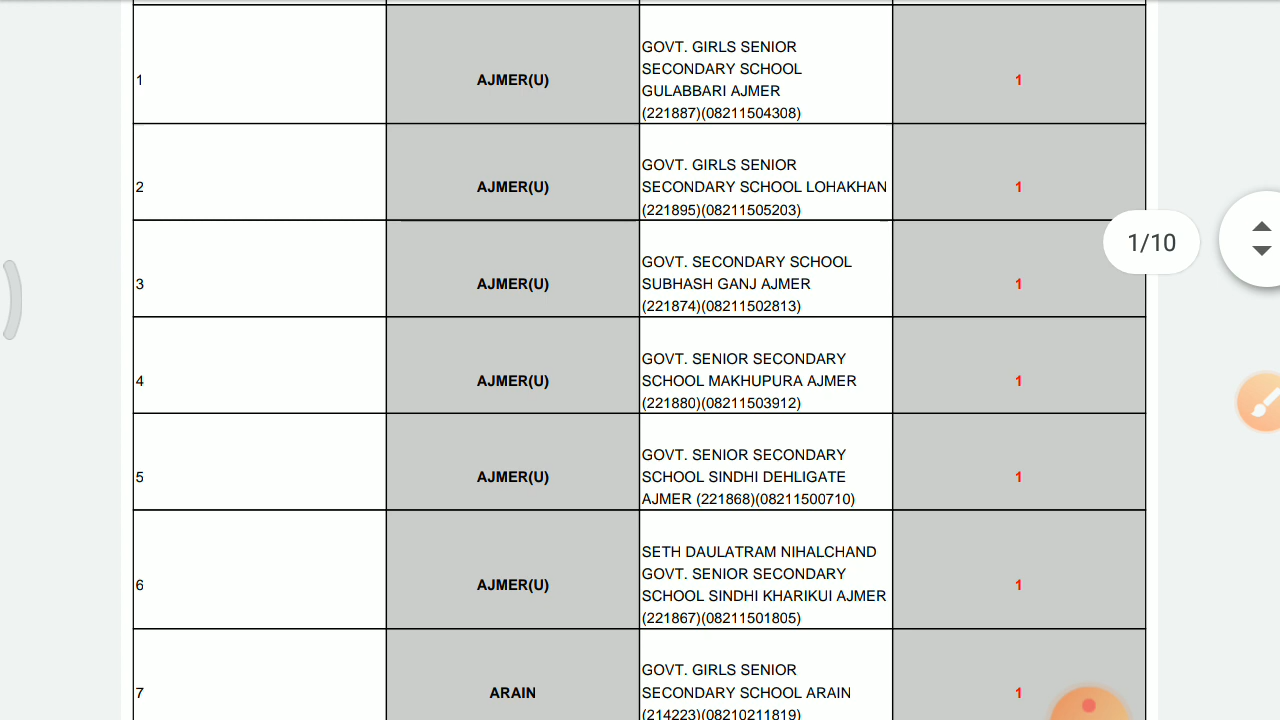 1
AJMER(U)
GOVT. GIRLS SENIOR
SECONDARY SCHOOL
GULABBARI AJMER
(221887)(08211504308)
1
2
AJMER(U)
GOVT. GIRLS SENIOR
SECONDARY SCHOOL LOHAKHAN
(221895)(08211505203)
1
1/10
3
AJMER(U)
GOVT. SECONDARY SCHOOL
SUBHASH GANJ AJMER
(221874)(08211502813)
1
4
AJMER(U)
GOVT. SENIOR SECONDARY
SCHOOL MAKHUPURA AJMER
(221880)(08211503912)
1
5
AJMER(U)
GOVT. SENIOR SECONDARY
SCHOOL SINDHI DEHLIGATE
AJMER (221868)(08211500710)
1
6
AJMER(U)
SETH DAULATRAM NIHALCHAND
GOVT. SENIOR SECONDARY
SCHOOL SINDHI KHARIKUI AJMER
(221867)(08211501805)
1
7
ARAIN
GOVT. GIRLS SENIOR
SECONDARY SCHOOL ARAIN
(214223)(08210211819)
1